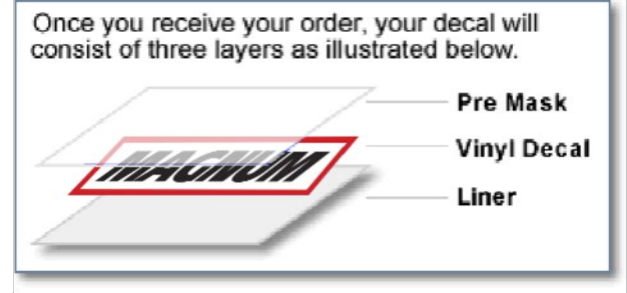 Once you receive your order, your decal will
consist of three layers as illustrated below.
Pre Mask
MAGNUM
Vinyl Decal
Liner